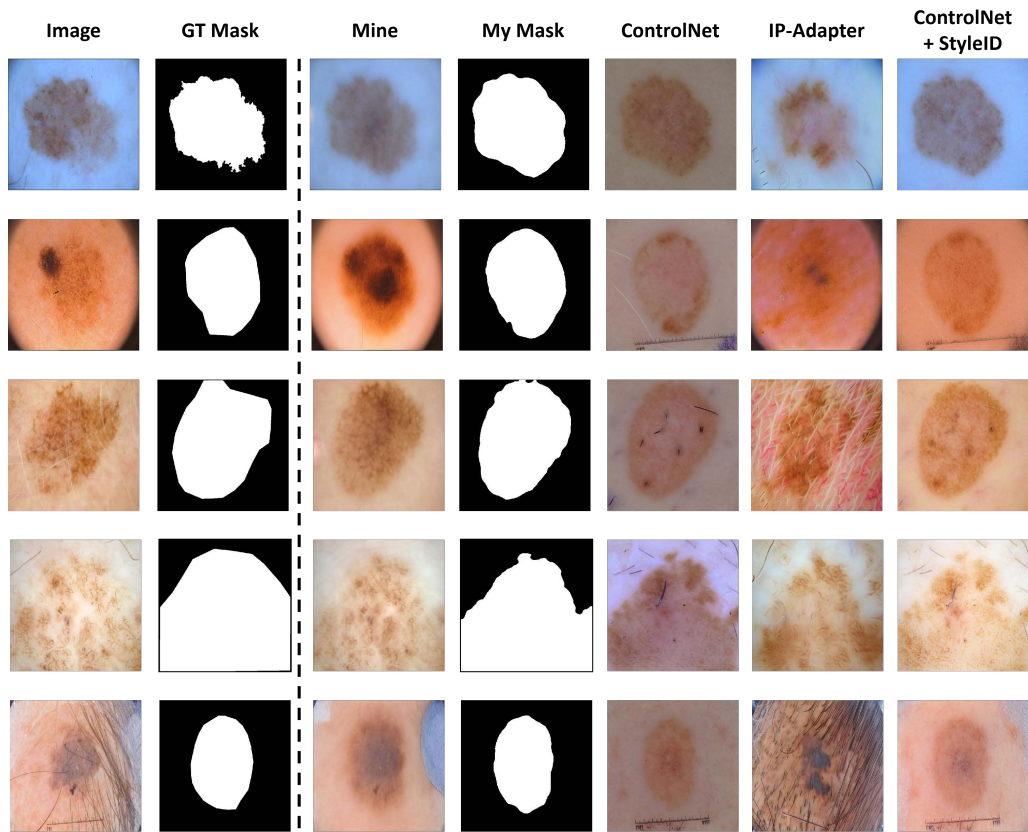 Image
GT Mask
Mine
My Mask
ControlNet
IP-Adapter
ControlNet
+ StyleID